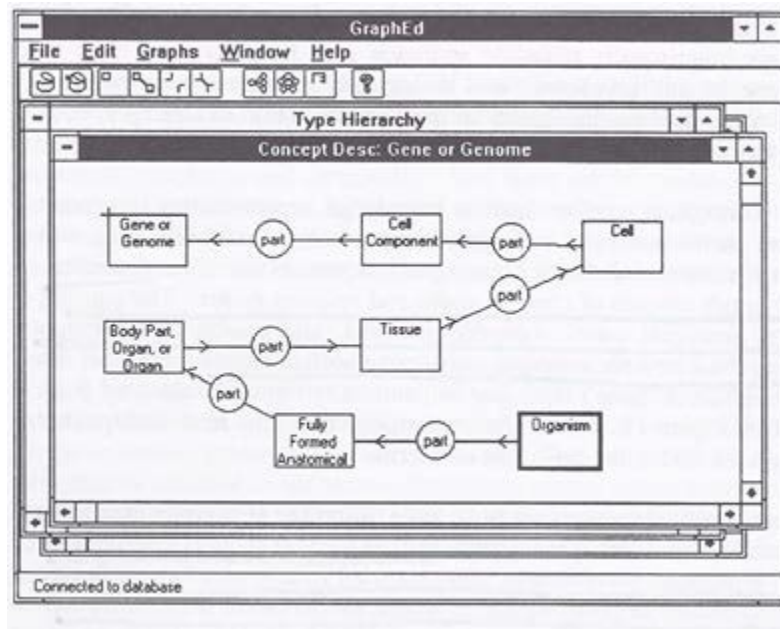 GraphEd
File Edit Graphs Window Help
Type Hierarchy
Concept Desc: Gene or Genome
Gene or
Genome
part
Cell
Component
part
Cell
part
Body Part,
Organ, or
Organ
part
Tissue
part
Fully
Formed
Anatomical
part
Organism
Connected to database